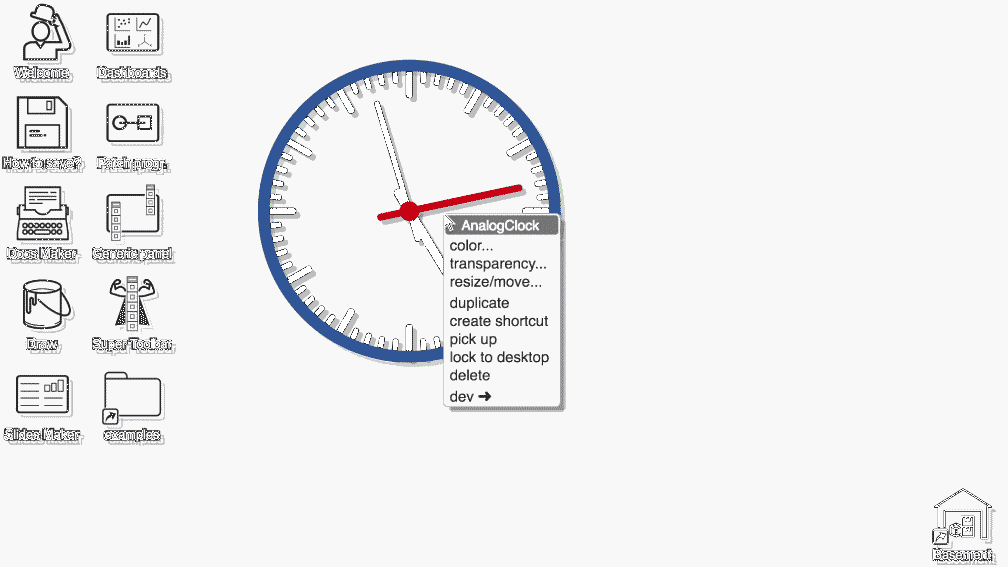 Welcome
Dashboards
How to save?
Patch progr.
Docs Maker
Generic panel
Draw
Super Toolbar
Slides Maker
examples
AnalogClock
color...
transparency...
resize/move...
duplicate
create shortcut
pick up
lock to desktop
delete
dev ➜
Basement